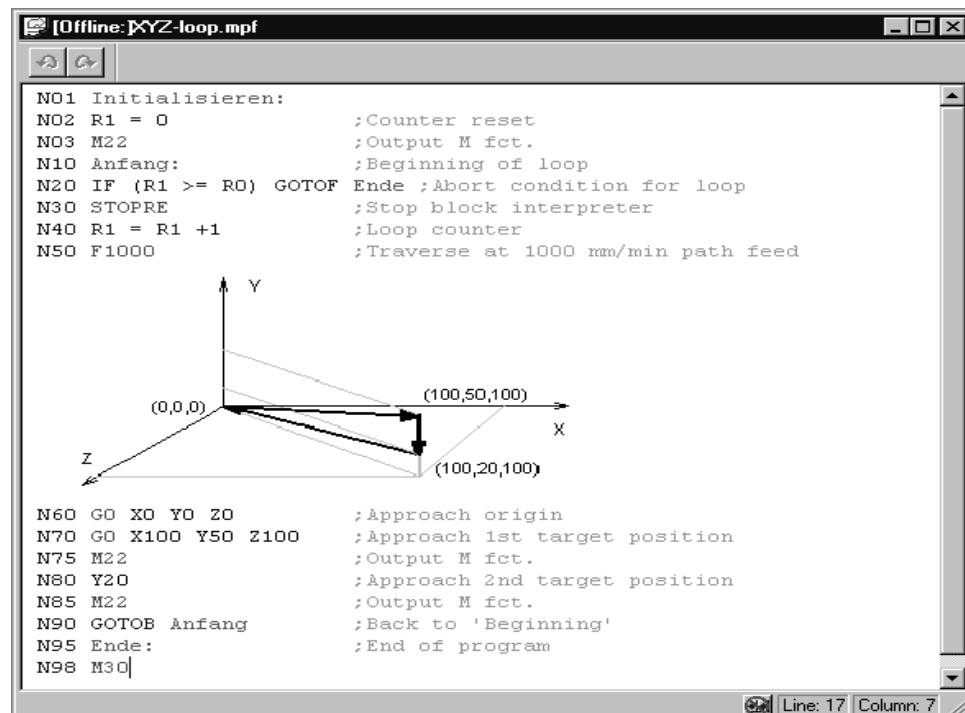 [Offline:]XYZ-loop.mpf
N01 Initialisieren:
N02 R1 = 0 ;Counter reset
N03 M22 ;Output M fct.
N10 Anfang: ;Beginning of loop
N20 IF (R1 >= R0) GOTOF Ende ;Abort condition for loop
N30 STOPRE ;Stop block interpreter
N40 R1 = R1 +1 ;Loop counter
N50 F1000 ;Traverse at 1000 mm/min path feed
Y
(100,50,100)
(0,0,0)
X
Z
(100,20,100)
N60 G0 X0 Y0 Z0 ;Approach origin
N70 G0 X100 Y50 Z100 ;Approach 1st target position
N75 M22 ;Output M fct.
N80 Y20 ;Approach 2nd target position
N85 M22 ;Output M fct.
N90 GOTOB Anfang ;Back to 'Beginning'
N95 Ende: ;End of program
N98 M30
Line: 17 Column: 7